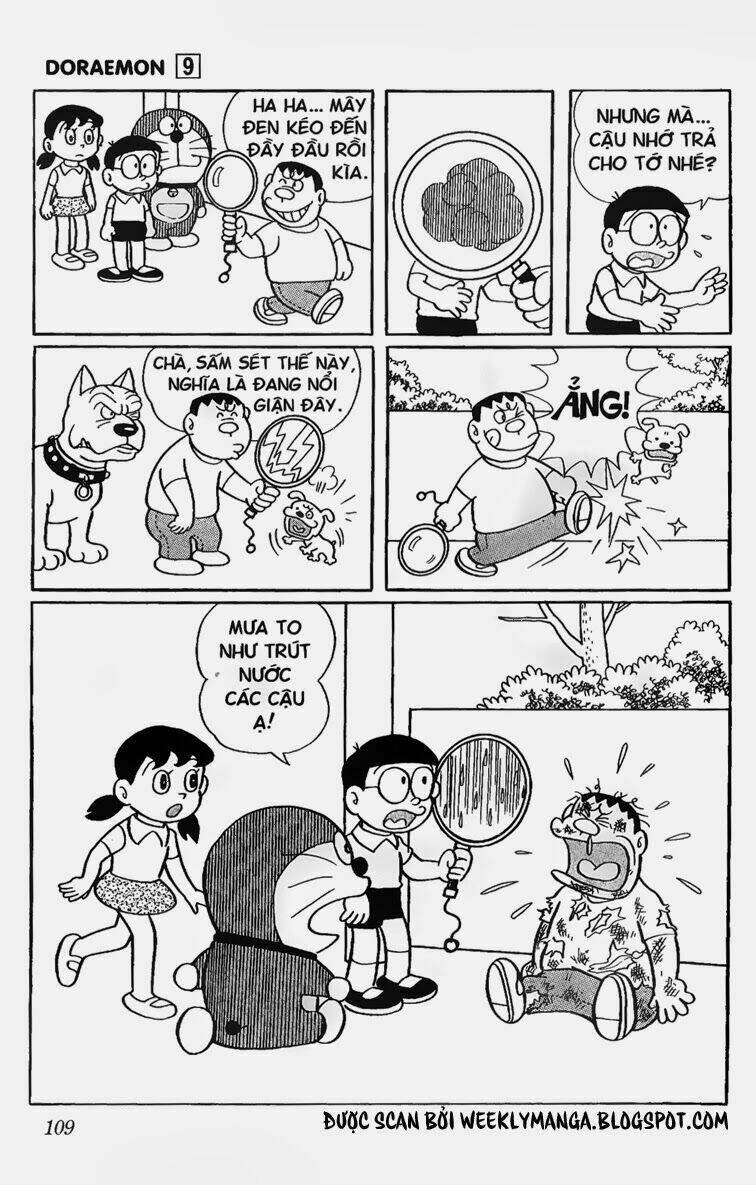 DORAEMON 9
HA HA... MÂY
ĐEN KÉO ĐẾN
ĐẦY ĐẦU RỒI
KÌA.
NHƯNG MÀ...
CẬU NHỚ TRẢ
CHO TỚ NHÉ?
CHÀ, SẤM SÉT THẾ NÀY,
NGHĨA LÀ ĐANG NỔI
GIẬN ĐÂY.
ẲNG!
MƯA TO
NHƯ TRÚT
NƯỚC
CÁC CẬU
Ạ!
109
ĐƯỢC SCAN BỞI WEEKLYMANGA.BLOGSPOT.COM